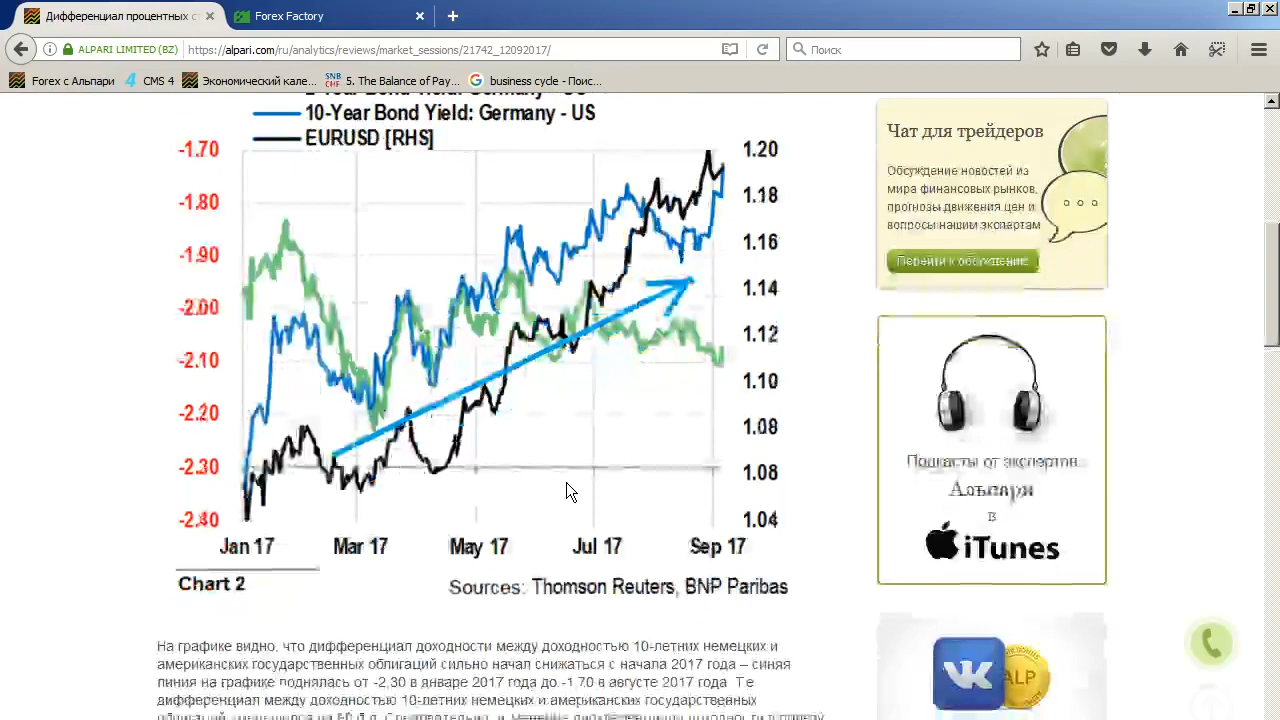 Дифференциал процентных ст
Forex Factory
ALPARI LIMITED (BZ)
https://alpari.com/ru/analytics/reviews/market_sessions/21742_12092017/
Поиск
Forex с Альпари
CMS 4
Экономический кале...
SNB CHF
5. The Balance of Pay...
business cycle - Поис...
10-Year Bond Yield: Germany - US
EURUSD [RHS]
-1.70
-1.80
-1.90
-2.00
-2.10
-2.20
-2.30
1.20
1.18
1.16
1.14
1.12
1.10
1.08
1.08
1.04
Jan 17
Mar 17
May 17
Jul 17
Sep 17
Chart 2
Sources: Thomson Reuters, BNP Paribas
На графике видно, что дифференциал доходности между доходностью 10-летних немецких и
американских государственных облигаций сильно начал снижаться с начала 2017 года – синяя
линия на графике поднялась от -2,30 в январе 2017 года до -1.70 в августе 2017 года Т е
дифференциал между доходностью 10-летних немецких и американских государственных
Чат для трейдеров
Обсуждение новостей из
мира финансовых рынков,
прогнозы движения цен и
вопросы нашим экспертам
Перейти к обсуждению
Подкасты от экспертов
Альпари
в
iTunes
ALP